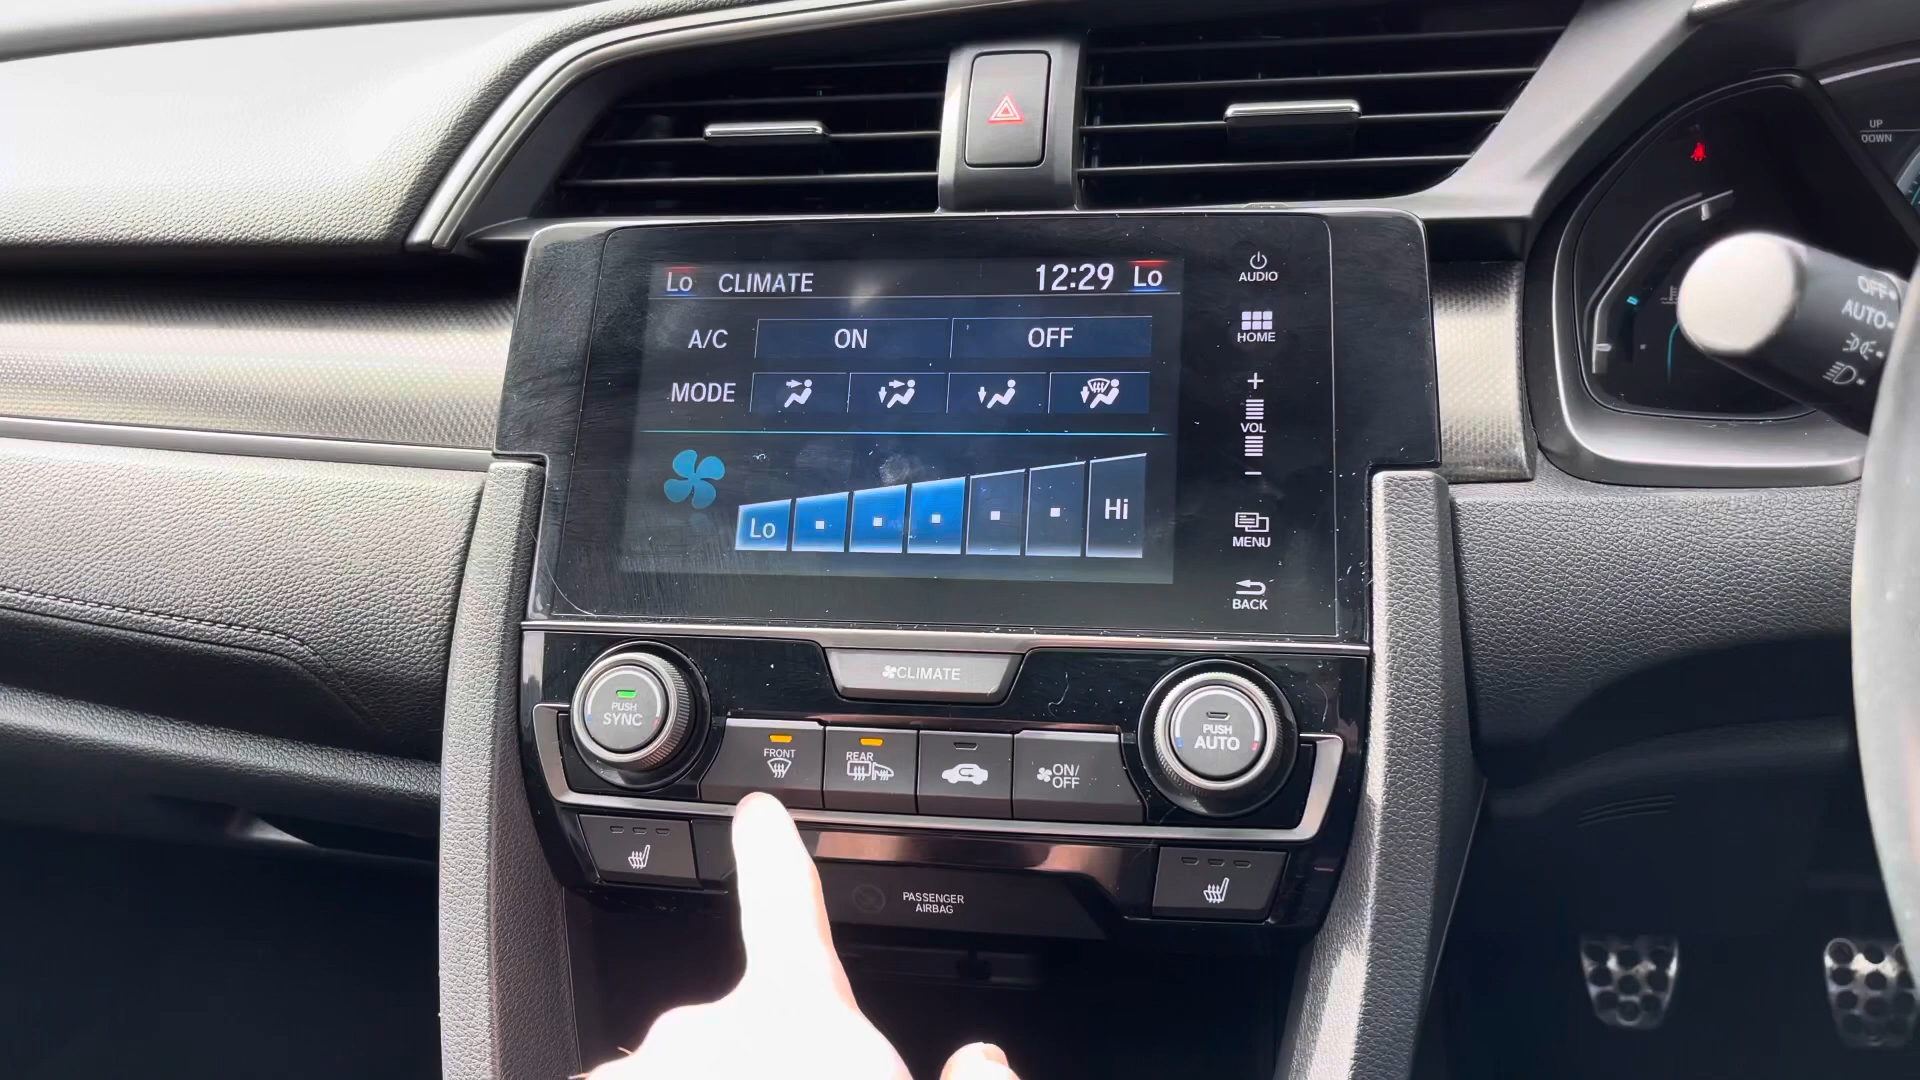 UP
DOWN
Lo CLIMATE 12:29 Lo
AUDIO
A/C ON OFF
HOME
MODE
+
VOL
-
Lo Hi
MENU
BACK
OFF
AUTO
CLIMATE
PUSH
SYNC
FRONT
REAR
ON/
OFF
PUSH
AUTO
PASSENGER
AIRBAG